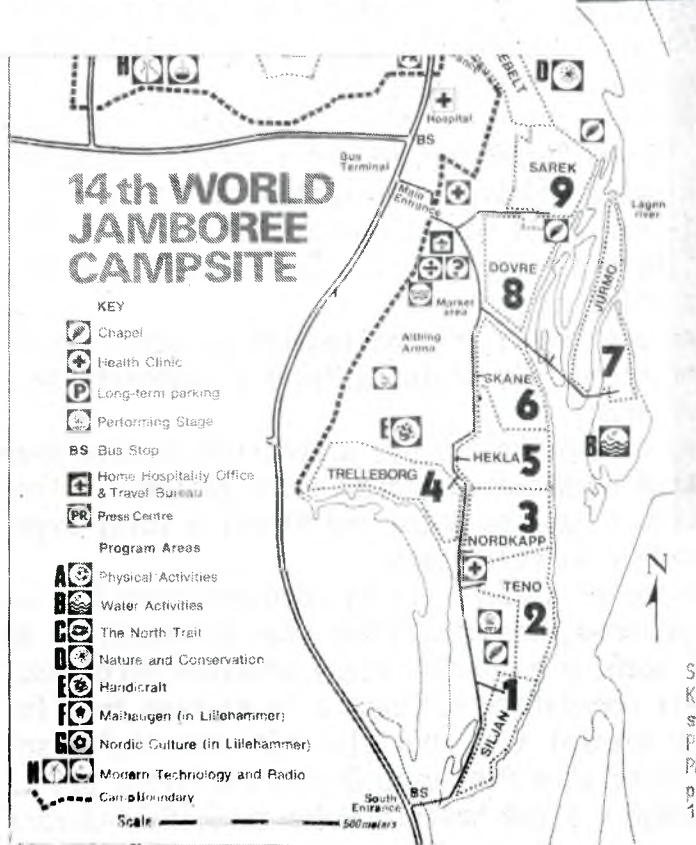 H
D
Hospital
BS
Bus
Terminal
SAREK
9
14th WORLD
JAMBOREE
CAMPSITE
Main
Entrance
Lagen
river
DOVRE
8
JURMO
7
Market
area
Althing
Arena
SKANE
6
E
B
HEKLA 5
TRELLEBORG
4
3
NORDKAPP
N
TENO
2
1
SILJAN
South
Entrance
BS
KEY
Chapel
Health Clinic
P Long-term parking
Performing Stage
BS Bus Stop
Home Hospitality Office
& Travel Bureau
PR Press Centre
Program Areas
A Physical Activities
B Water Activities
C The North Trail
D Nature and Conservation
E Handicraft
F Maihaugen (in Lillehammer)
G Nordic Culture (in Lillehammer)
H Modern Technology and Radio
Camp Boundary
Scale 500 meters